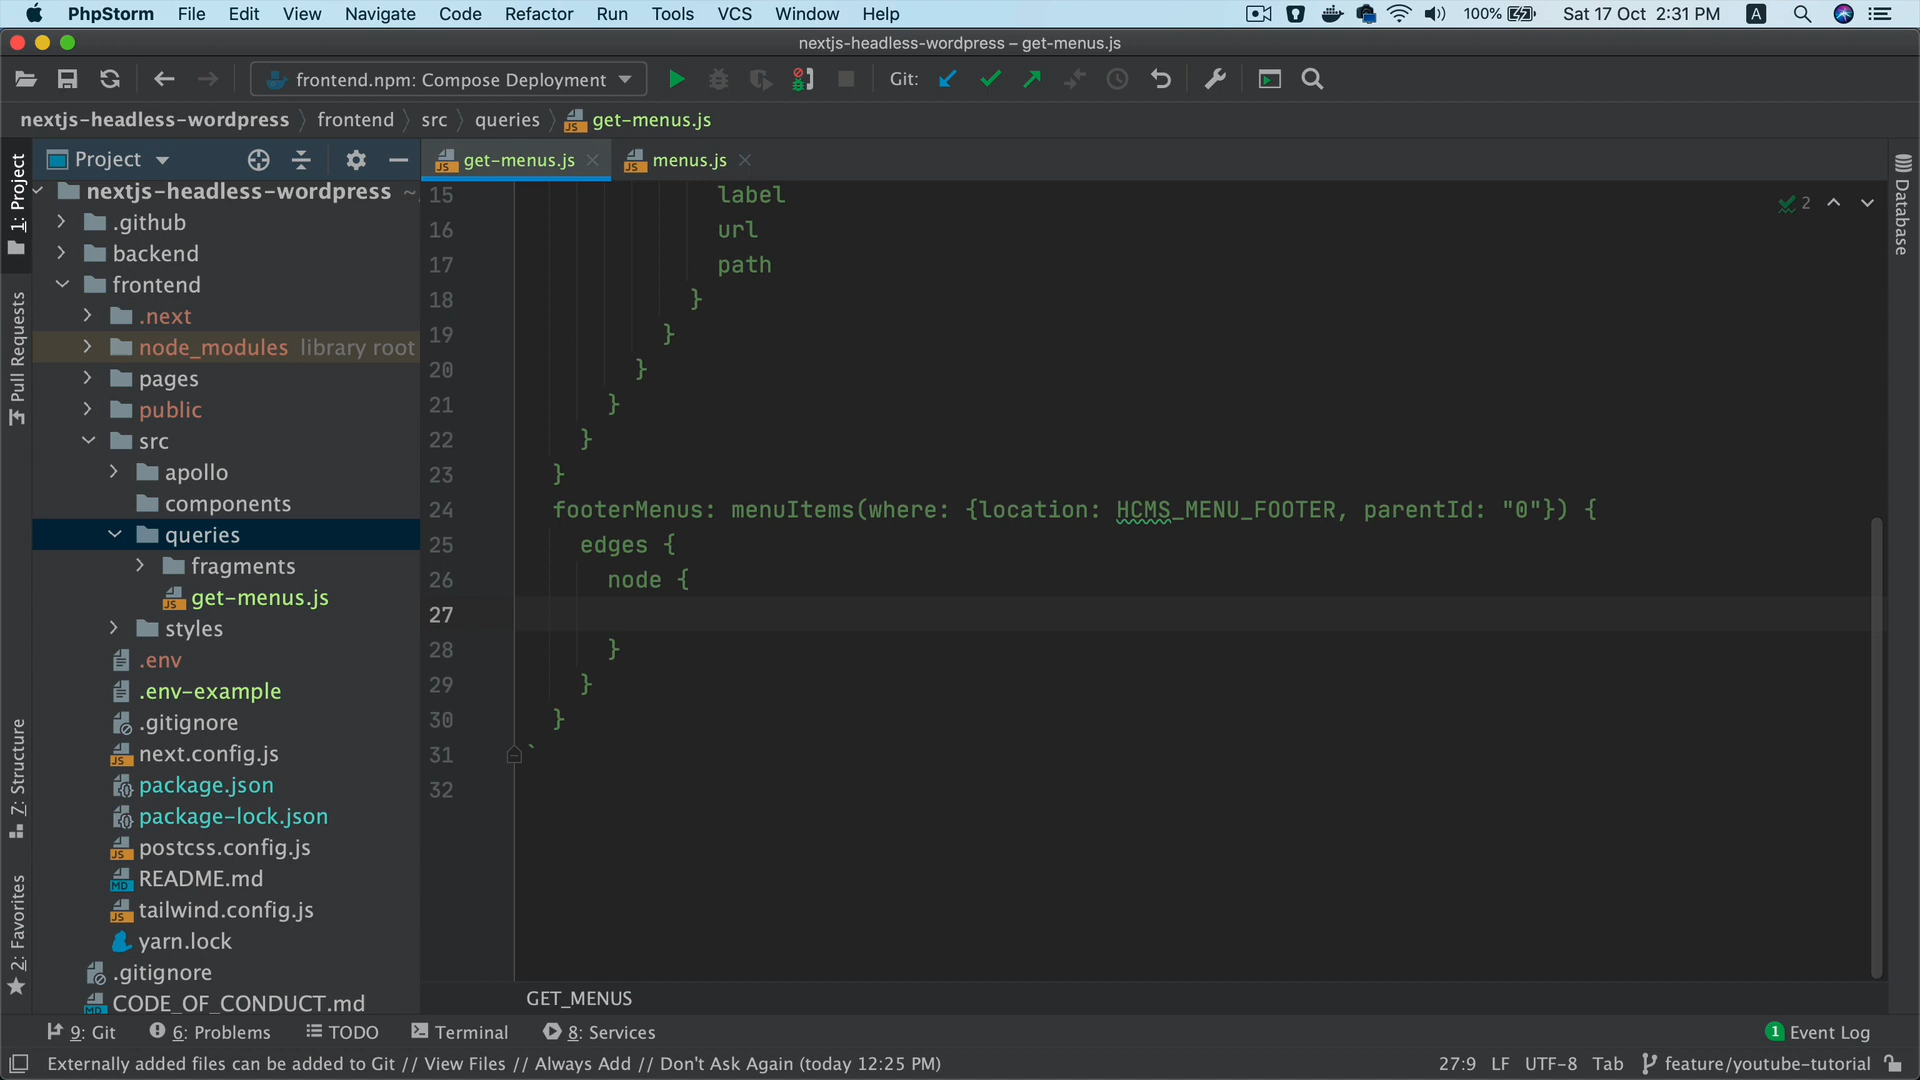 PhpStorm File Edit View Navigate Code Refactor Run Tools VCS Window Help 100% Sat 17 Oct 2:31 PM A
nextjs-headless-wordpress – get-menus.js
frontend.npm: Compose Deployment Git:
nextjs-headless-wordpress frontend src queries get-menus.js
Project get-menus.js menus.js
nextjs-headless-wordpress ~
.github
backend
frontend
.next
node_modules library root
pages
public
src
apollo
components
queries
fragments
get-menus.js
styles
.env
.env-example
.gitignore
next.config.js
package.json
package-lock.json
postcss.config.js
README.md
tailwind.config.js
yarn.lock
.gitignore
CODE_OF_CONDUCT.md
1: Project
Pull Requests
7: Structure
2: Favorites
15 label
16 url
17 path
18 }
19 }
20 }
21 }
22 }
23 }
24 footerMenus: menuItems(where: {location: HCMS_MENU_FOOTER, parentId: "0"}) {
25 edges {
26 node {
27
28 }
29 }
30 }
31 `
32
2
Database
GET_MENUS
9: Git 6: Problems TODO Terminal 8: Services 1 Event Log
Externally added files can be added to Git // View Files // Always Add // Don't Ask Again (today 12:25 PM) 27:9 LF UTF-8 Tab feature/youtube-tutorial